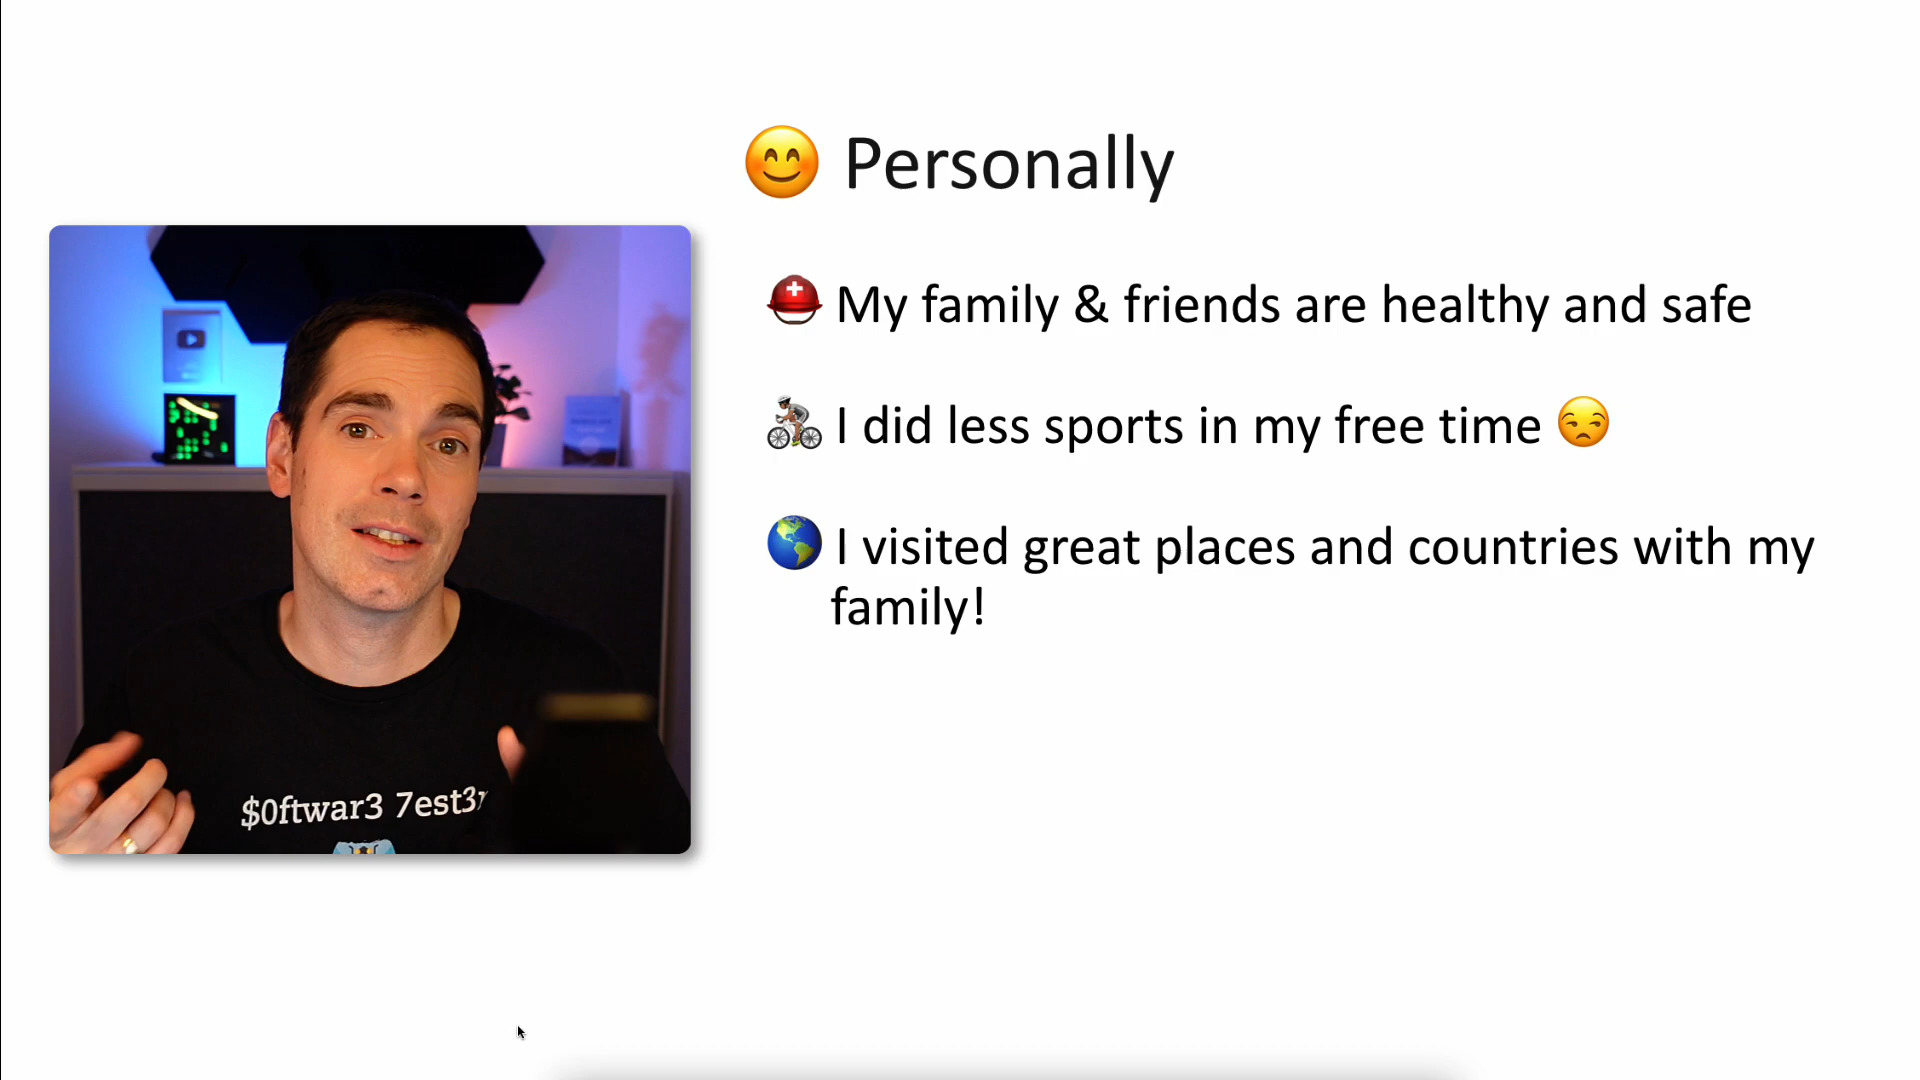 😊 Personally
⛑️ My family & friends are healthy and safe
🚴🏾 I did less sports in my free time 😒
🌎 I visited great places and countries with my
family!
$0ftwar3 7est3r